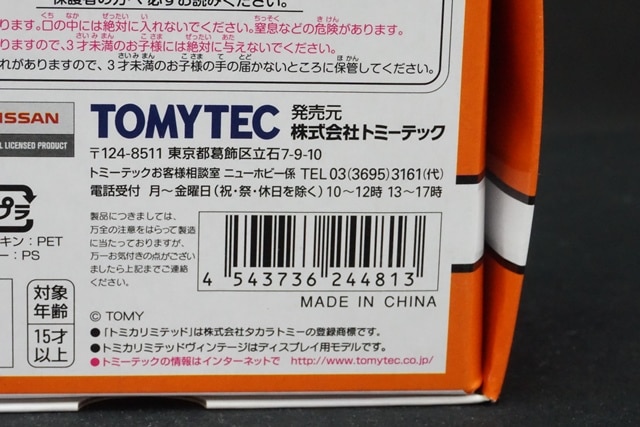 保護者の方へ必ずお読みください。
ります。口の中には絶対に入れないでください。窒息などの危険があります。
りますので、3才未満のお子様には絶対に与えないでください。
れがありますので、3才未満のお子様の手の届かないところに保管してください。
NISSAN
LICENSED PRODUCT
TOMYTEC 発売元 株式会社トミーテック
〒124-8511 東京都葛飾区立石7-9-10
トミーテックお客様相談室 ニューホビー係 TEL 03(3695)3161(代)
電話受付 月〜金曜日(祝・祭・休日を除く)10〜12時 13〜17時
プラ
キン:PET
ー:PS
製品につきましては、
万全の注意をはらって製造
に当たっておりますが、
万一お気付きの点がござい
ましたら上記までご連絡
ください。
4 543736 244813
MADE IN CHINA
対象
年齢
15才
以上
© TOMY
●「トミカリミテッド」は株式会社タカラトミーの登録商標です。
●トミカリミテッドヴィンテージはディスプレイ用モデルです。
●トミーテックの情報はインターネットで http://www.tomytec.co.jp/